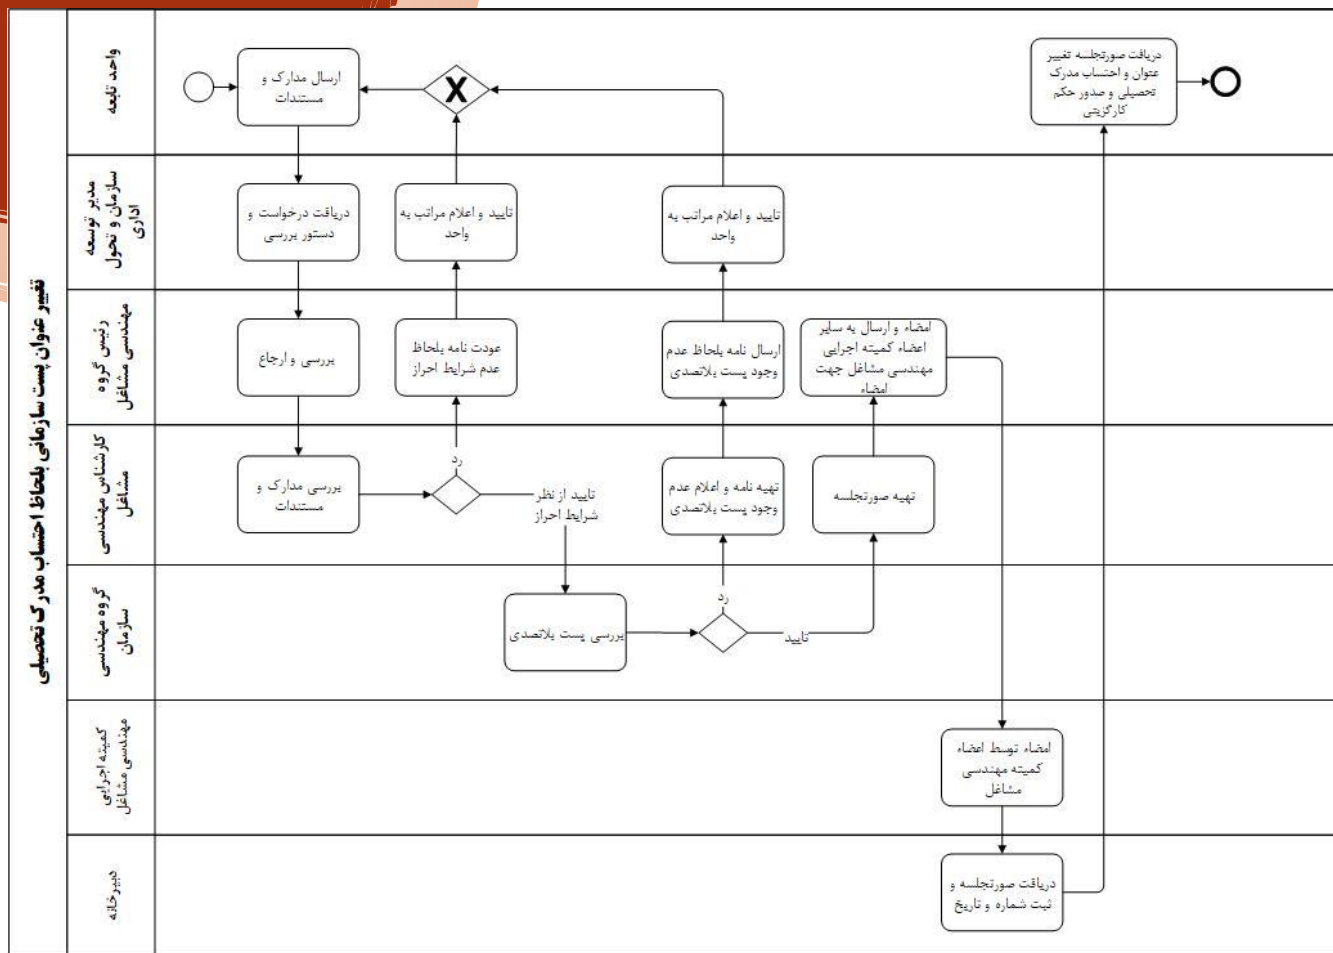 تغییر عنوان پست سازمانی بلحاظ احتساب مدرک تحصیلی
واحد تابعه
ارسال مدارک و
مستندات
X
دریافت صورتجلسه تغییر
عنوان و احتساب مدرک
تحصیلی و صدور حکم
کارگزینی
مدیر توسعه
سازمان و تحول
اداری
دریافت درخواست و
دستور بررسی
تایید و اعلام مراتب به
واحد
تایید و اعلام مراتب به
واحد
رئیس گروه
مهندسی مشاغل
بررسی و ارجاع
عودت نامه بلحاظ
عدم شرایط احراز
ارسال نامه بلحاظ عدم
وجود پست بلاتصدی
امضاء و ارسال به سایر
اعضاء کمیته اجرایی
مهندسی مشاغل جهت
امضاء
کارشناس مهندسی
مشاغل
بررسی مدارک و
مستندات
رد
تایید از نظر
شرایط احراز
تهیه نامه و اعلام عدم
وجود پست بلاتصدی
تهیه صورتجلسه
گروه مهندسی
سازمان
بررسی پست بلاتصدی
رد
تایید
کمیته اجرایی
مهندسی مشاغل
امضاء توسط اعضاء
کمیته مهندسی
مشاغل
دبیرخانه
دریافت صورتجلسه و
ثبت شماره و تاریخ